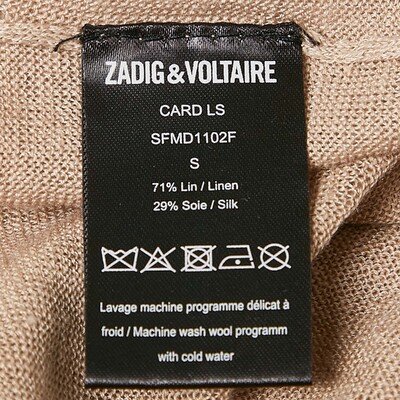 ZADIG&VOLTAIRE
CARD LS
SFMD1102F
S
71% Lin / Linen
29% Soie / Silk
Lavage machine programme délicat à
froid / Machine wash wool programm
with cold water